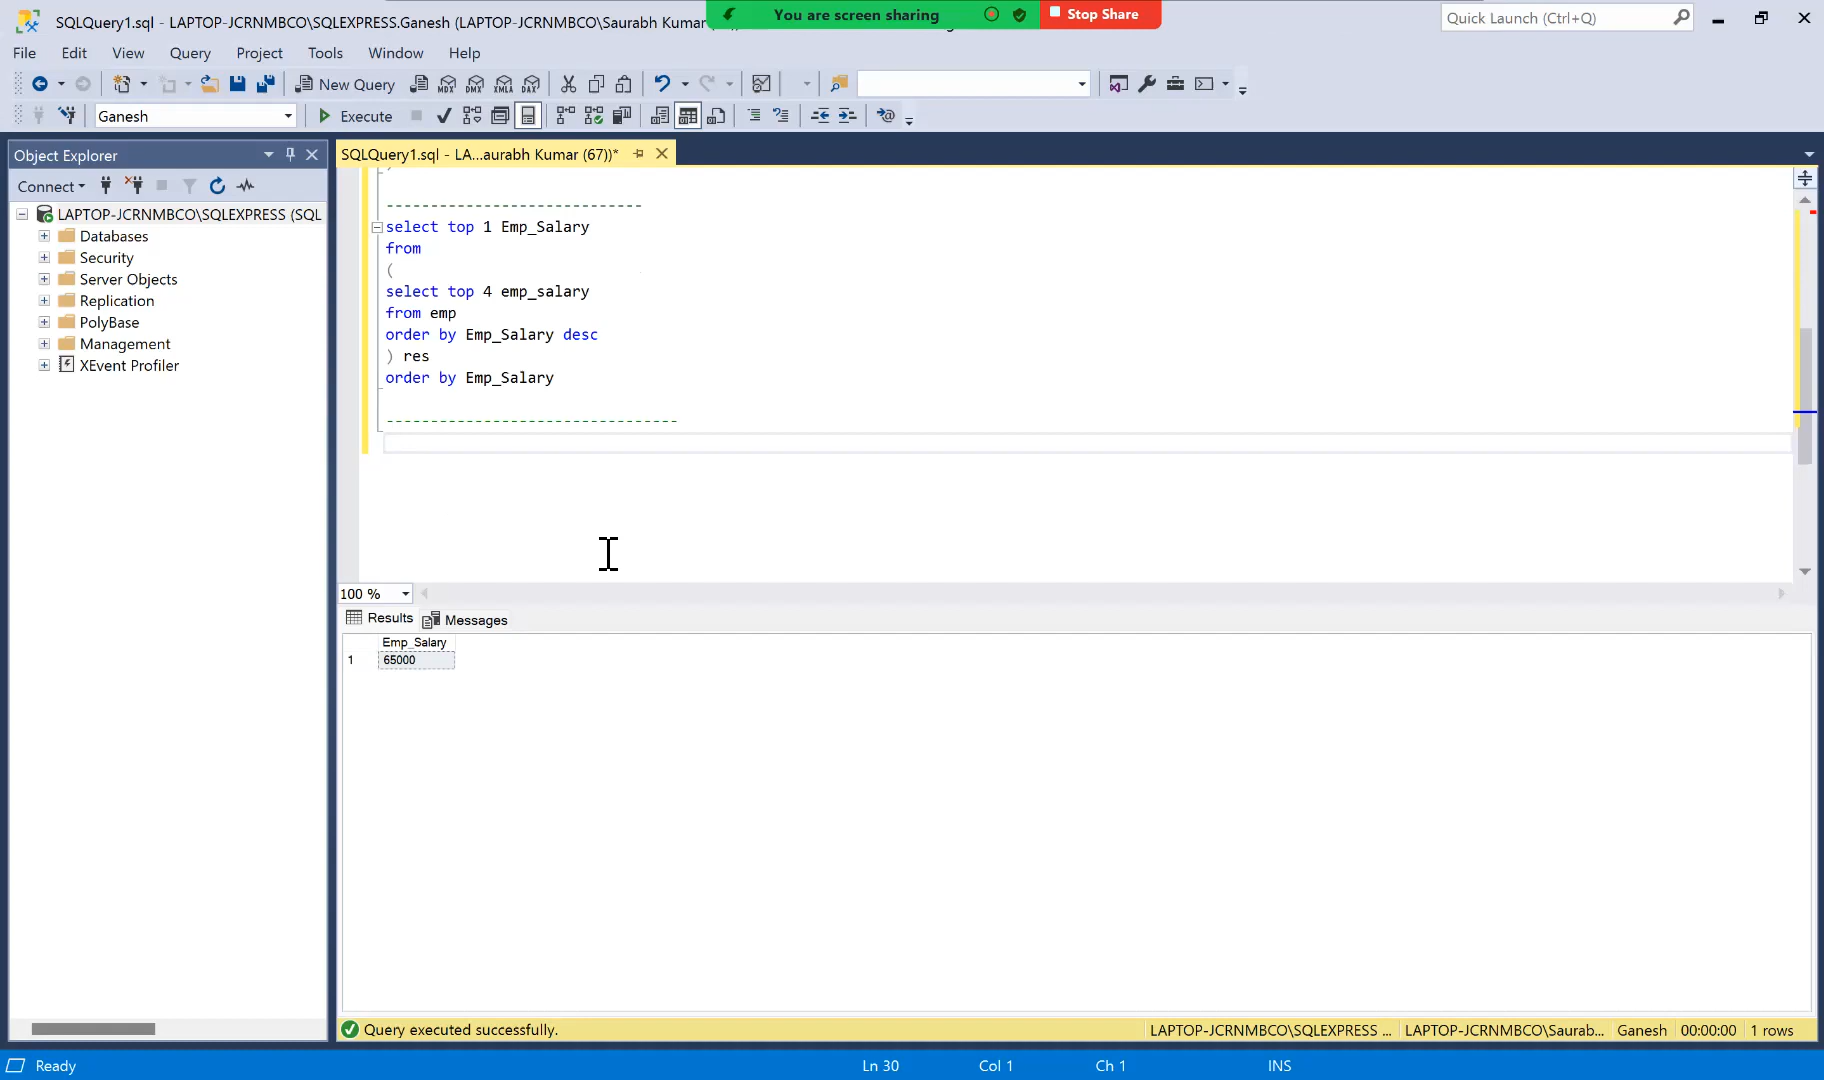 SQLQuery1.sql - LAPTOP-JCRNMBCO\SQLEXPRESS.Ganesh (LAPTOP-JCRNMBCO\Saurabh Kumar
You are screen sharing
Stop Share
Quick Launch (Ctrl+Q)
File Edit View Query Project Tools Window Help
New Query MDX DMX XMLA DAX
Ganesh Execute
Object Explorer
SQLQuery1.sql - LA...aurabh Kumar (67))*
Connect
LAPTOP-JCRNMBCO\SQLEXPRESS (SQL
Databases
Security
Server Objects
Replication
PolyBase
Management
XEvent Profiler
----------------------------
select top 1 Emp_Salary
from
(
select top 4 emp_salary
from emp
order by Emp_Salary desc
) res
order by Emp_Salary
--------------------------------
100 %
Results Messages
Emp_Salary
1 65000
Query executed successfully. LAPTOP-JCRNMBCO\SQLEXPRESS ... LAPTOP-JCRNMBCO\Saurab... Ganesh 00:00:00 1 rows
Ready Ln 30 Col 1 Ch 1 INS